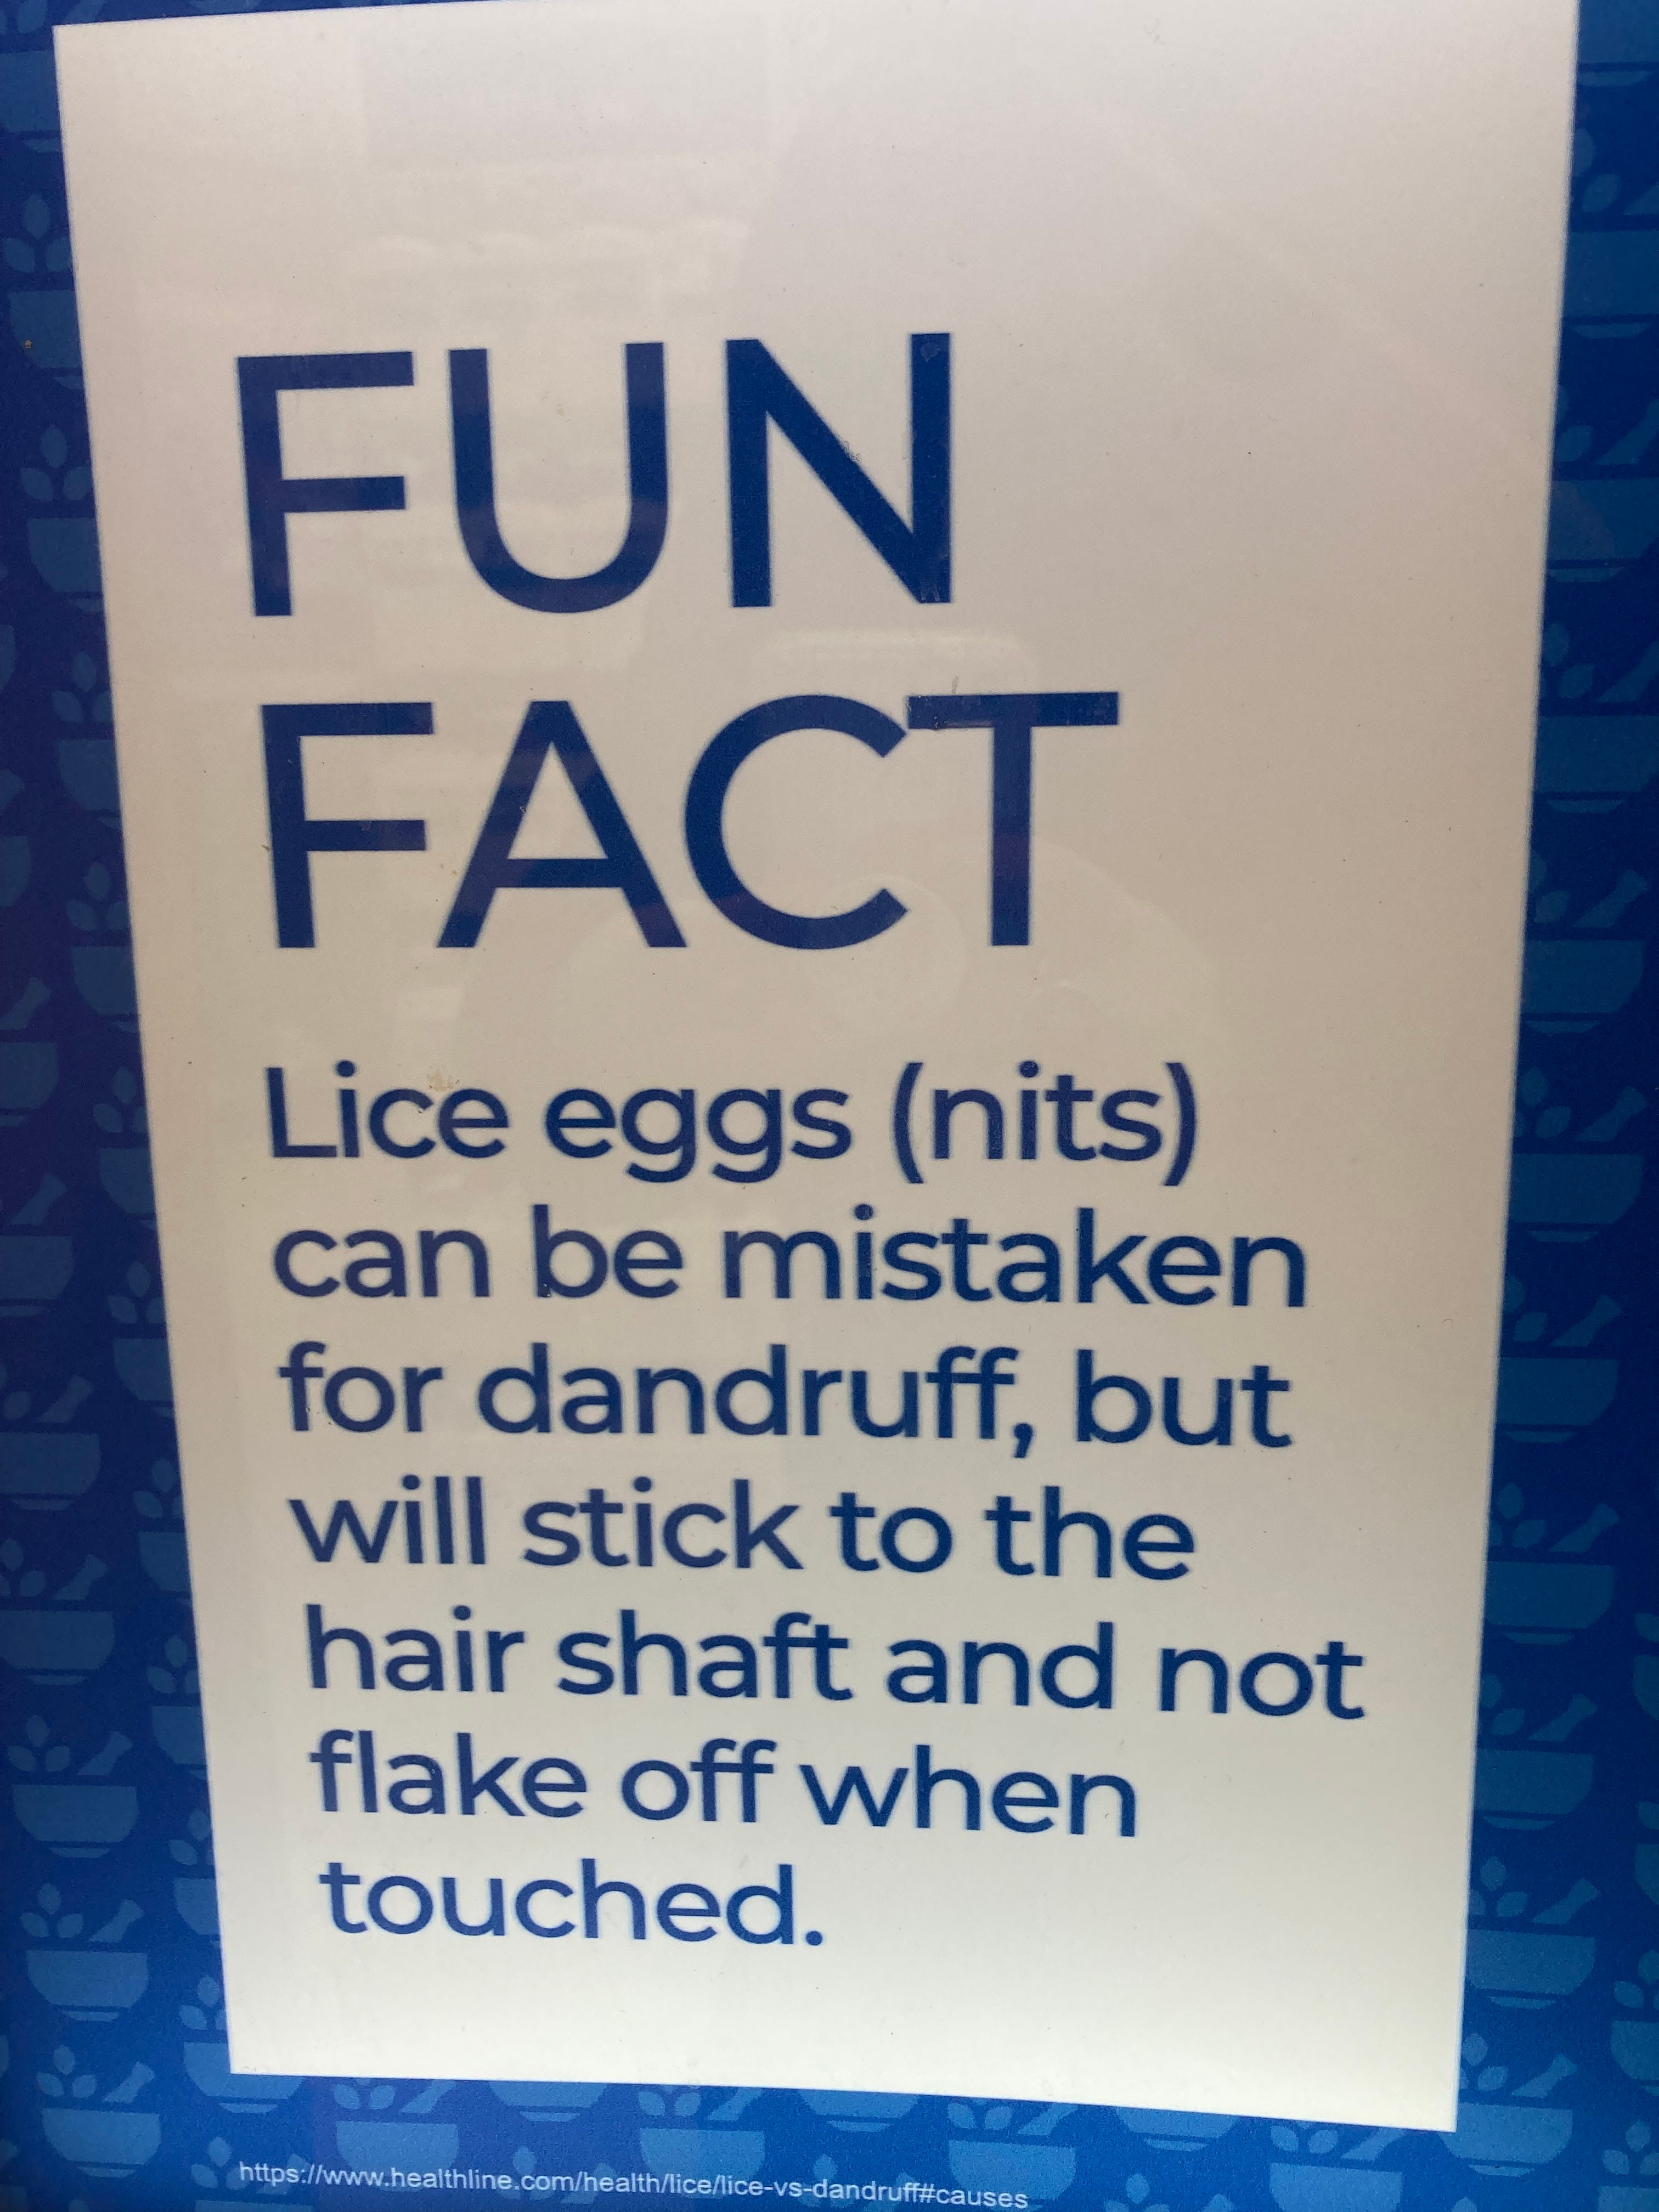 FUN
FACT
Lice eggs (nits)
can be mistaken
for dandruff, but
will stick to the
hair shaft and not
flake off when
touched.
https://www.healthline.com/health/lice/lice-vs-dandruff#causes